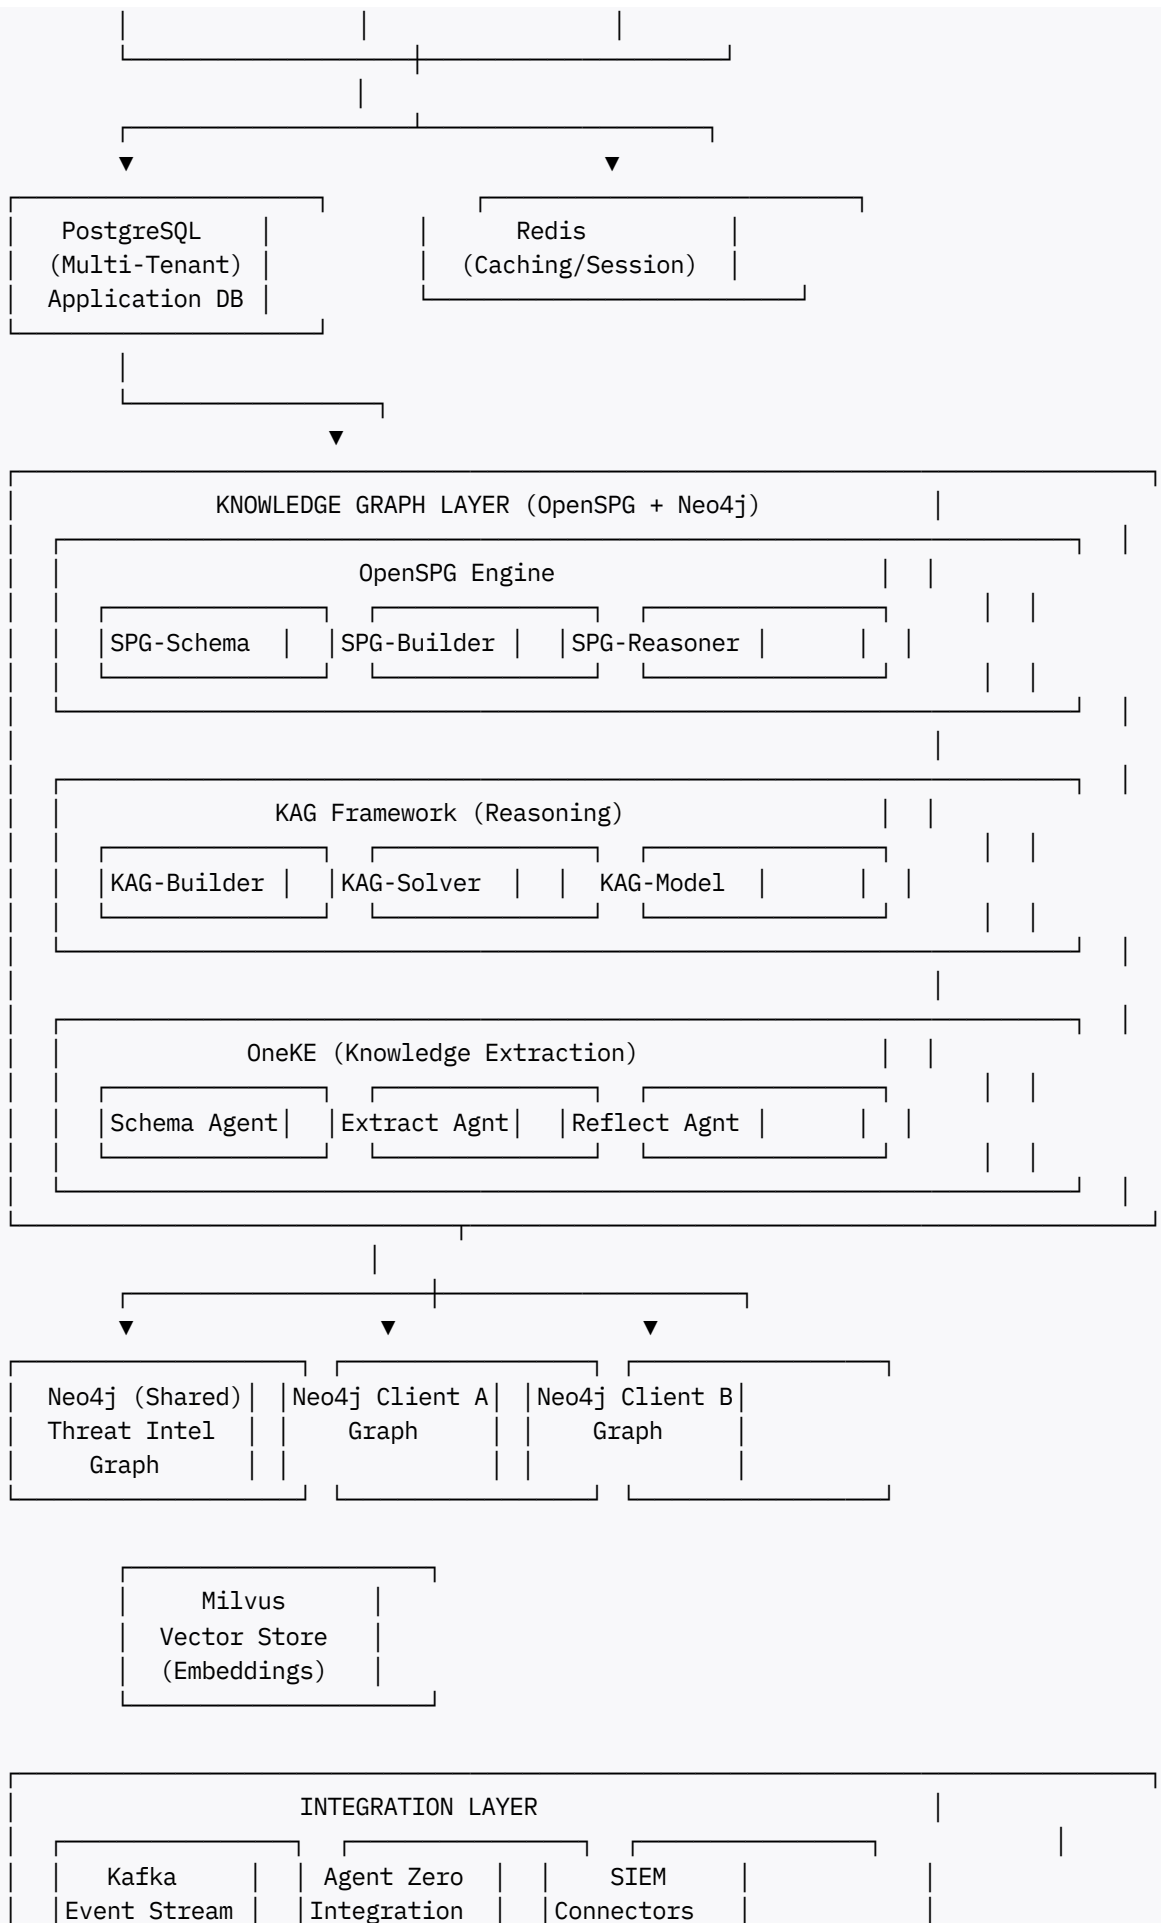 PostgreSQL Redis
(Multi-Tenant) (Caching/Session)
Application DB
KNOWLEDGE GRAPH LAYER (OpenSPG + Neo4j)
OpenSPG Engine
SPG-Schema SPG-Builder SPG-Reasoner
KAG Framework (Reasoning)
KAG-Builder KAG-Solver KAG-Model
OneKE (Knowledge Extraction)
Schema Agent Extract Agnt Reflect Agnt
Neo4j (Shared) Neo4j Client A Neo4j Client B
Threat Intel Graph Graph
Graph
Milvus
Vector Store
(Embeddings)
INTEGRATION LAYER
Kafka Agent Zero SIEM
Event Stream Integration Connectors